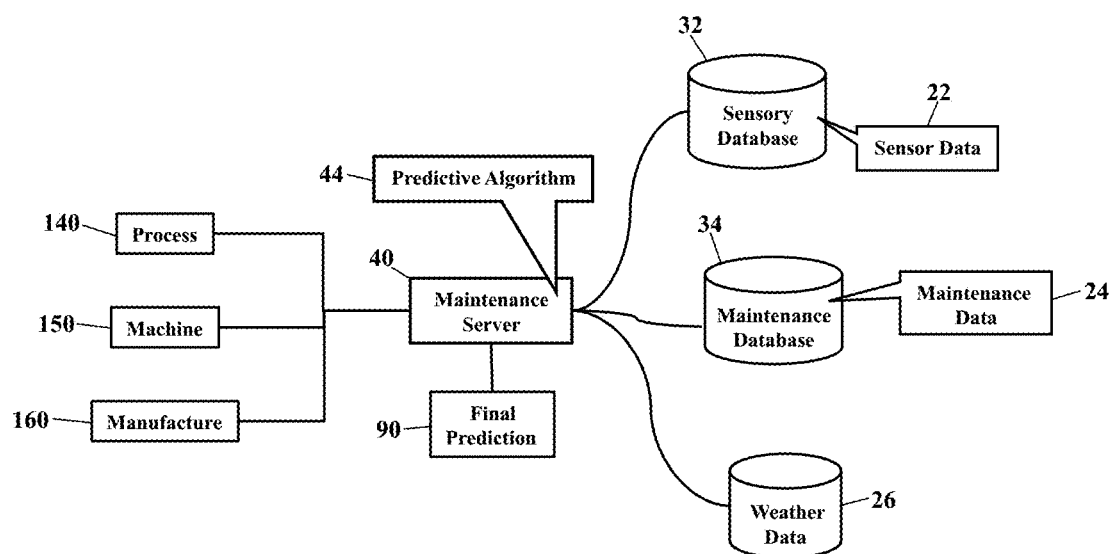 32
Sensory
Database
22
Sensor Data
44
Predictive Algorithm
140
Process
40
Maintenance
Server
34
Maintenance
Database
Maintenance
Data
24
150
Machine
160
Manufacture
90
Final
Prediction
Weather
Data
26